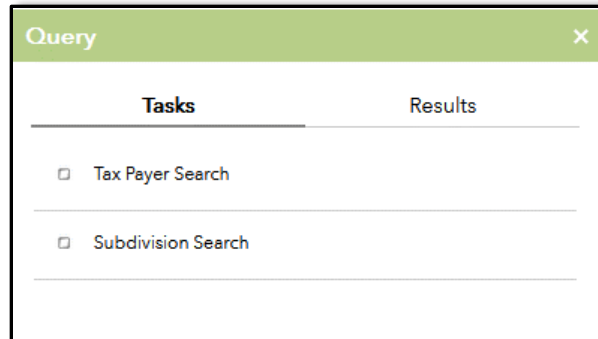 Query ×
Tasks Results
Tax Payer Search
Subdivision Search